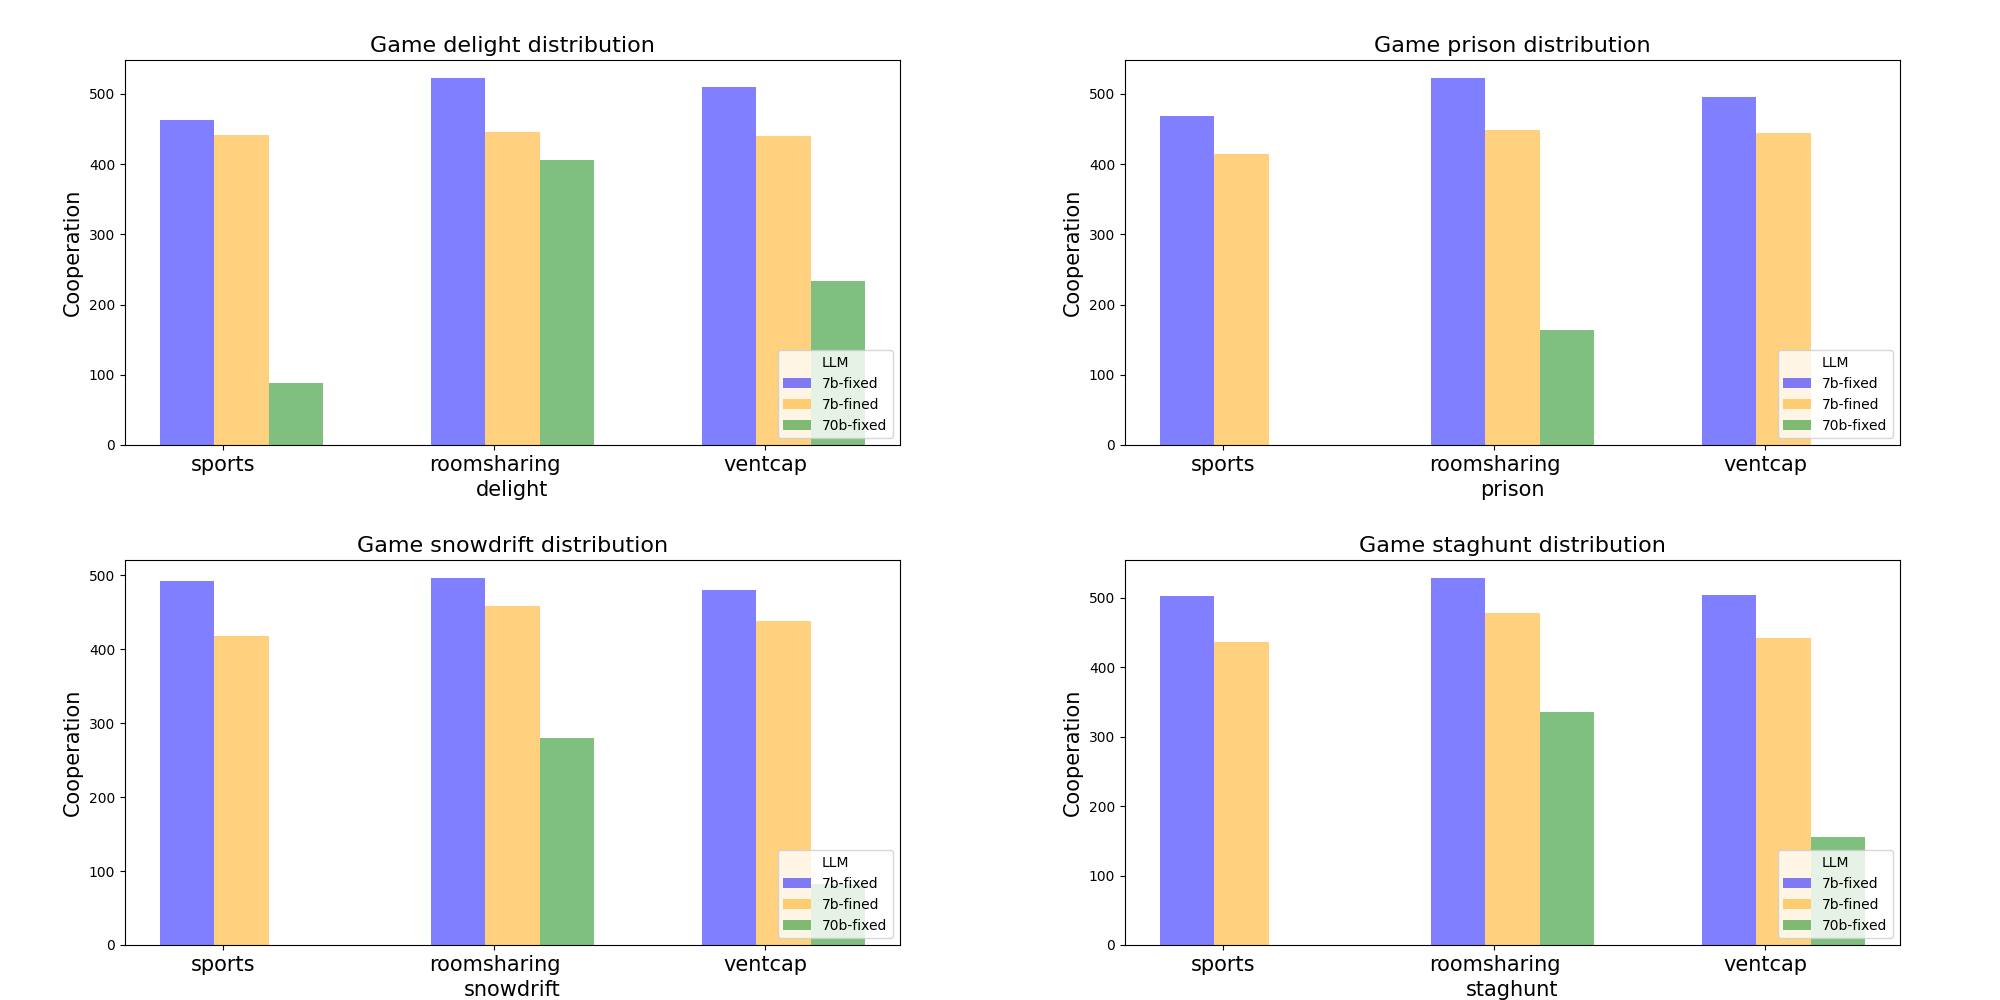 Game delight distribution
Cooperation
500
400
300
200
100
0
LLM
7b-fixed
7b-fined
70b-fixed
sports roomsharing ventcap
delight
Game prison distribution
Cooperation
500
400
300
200
100
0
LLM
7b-fixed
7b-fined
70b-fixed
sports roomsharing ventcap
prison
Game snowdrift distribution
Cooperation
500
400
300
200
100
0
LLM
7b-fixed
7b-fined
70b-fixed
sports roomsharing ventcap
snowdrift
Game staghunt distribution
Cooperation
500
400
300
200
100
0
LLM
7b-fixed
7b-fined
70b-fixed
sports roomsharing ventcap
staghunt